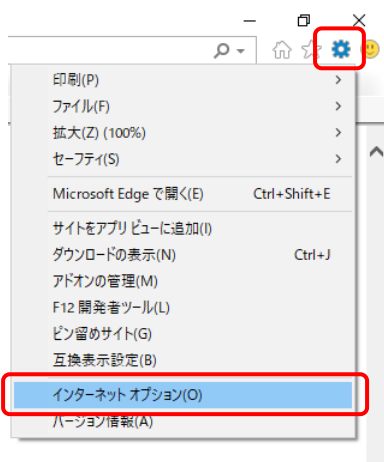 印刷(P)
ファイル(F)
拡大(Z) (100%)
セーフティ(S)
Microsoft Edge で開く(E) Ctrl+Shift+E
サイトをアプリ ビューに追加(I)
ダウンロードの表示(N) Ctrl+J
アドオンの管理(M)
F12 開発者ツール(L)
ピン留めサイト(G)
互換表示設定(B)
インターネット オプション(O)
バージョン情報(A)